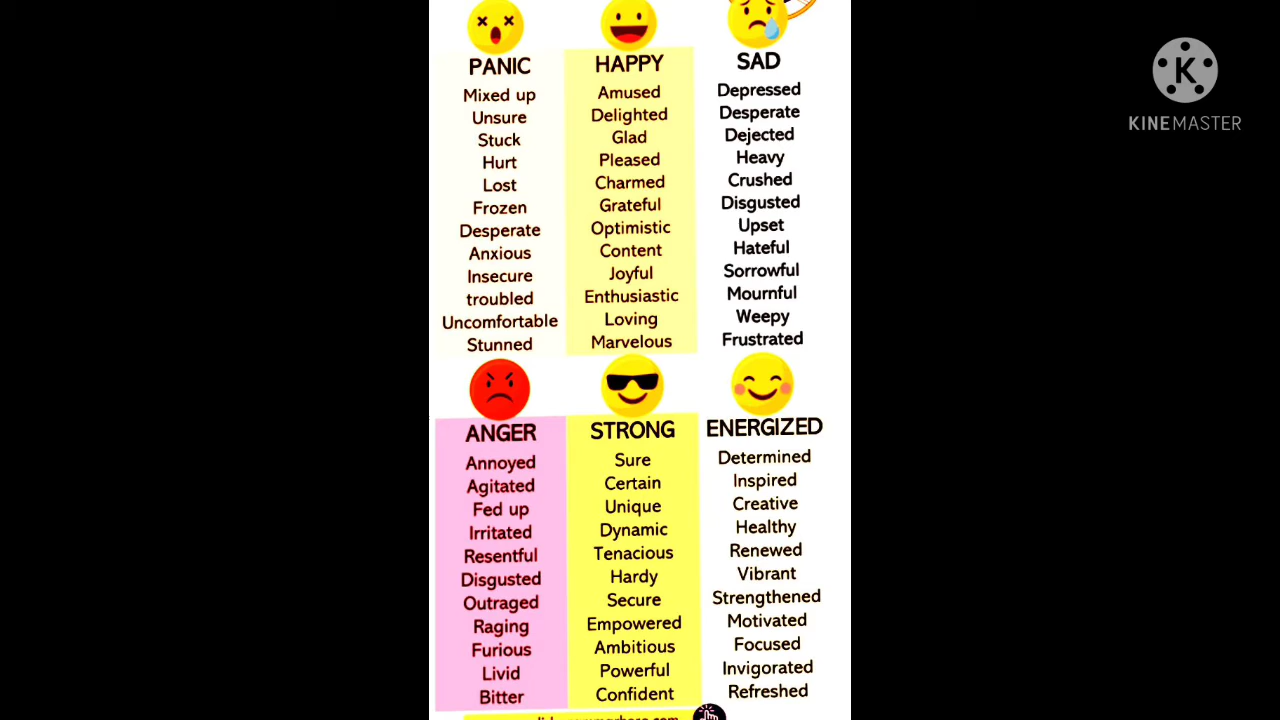 PANIC
Mixed up
Unsure
Stuck
Hurt
Lost
Frozen
Desperate
Anxious
Insecure
troubled
Uncomfortable
Stunned
HAPPY
Amused
Delighted
Glad
Pleased
Charmed
Grateful
Optimistic
Content
Joyful
Enthusiastic
Loving
Marvelous
SAD
Depressed
Desperate
Dejected
Heavy
Crushed
Disgusted
Upset
Hateful
Sorrowful
Mournful
Weepy
Frustrated
ANGER
Annoyed
Agitated
Fed up
Irritated
Resentful
Disgusted
Outraged
Raging
Furious
Livid
Bitter
STRONG
Sure
Certain
Unique
Dynamic
Tenacious
Hardy
Secure
Empowered
Ambitious
Powerful
Confident
ENERGIZED
Determined
Inspired
Creative
Healthy
Renewed
Vibrant
Strengthened
Motivated
Focused
Invigorated
Refreshed
K
KINEMASTER